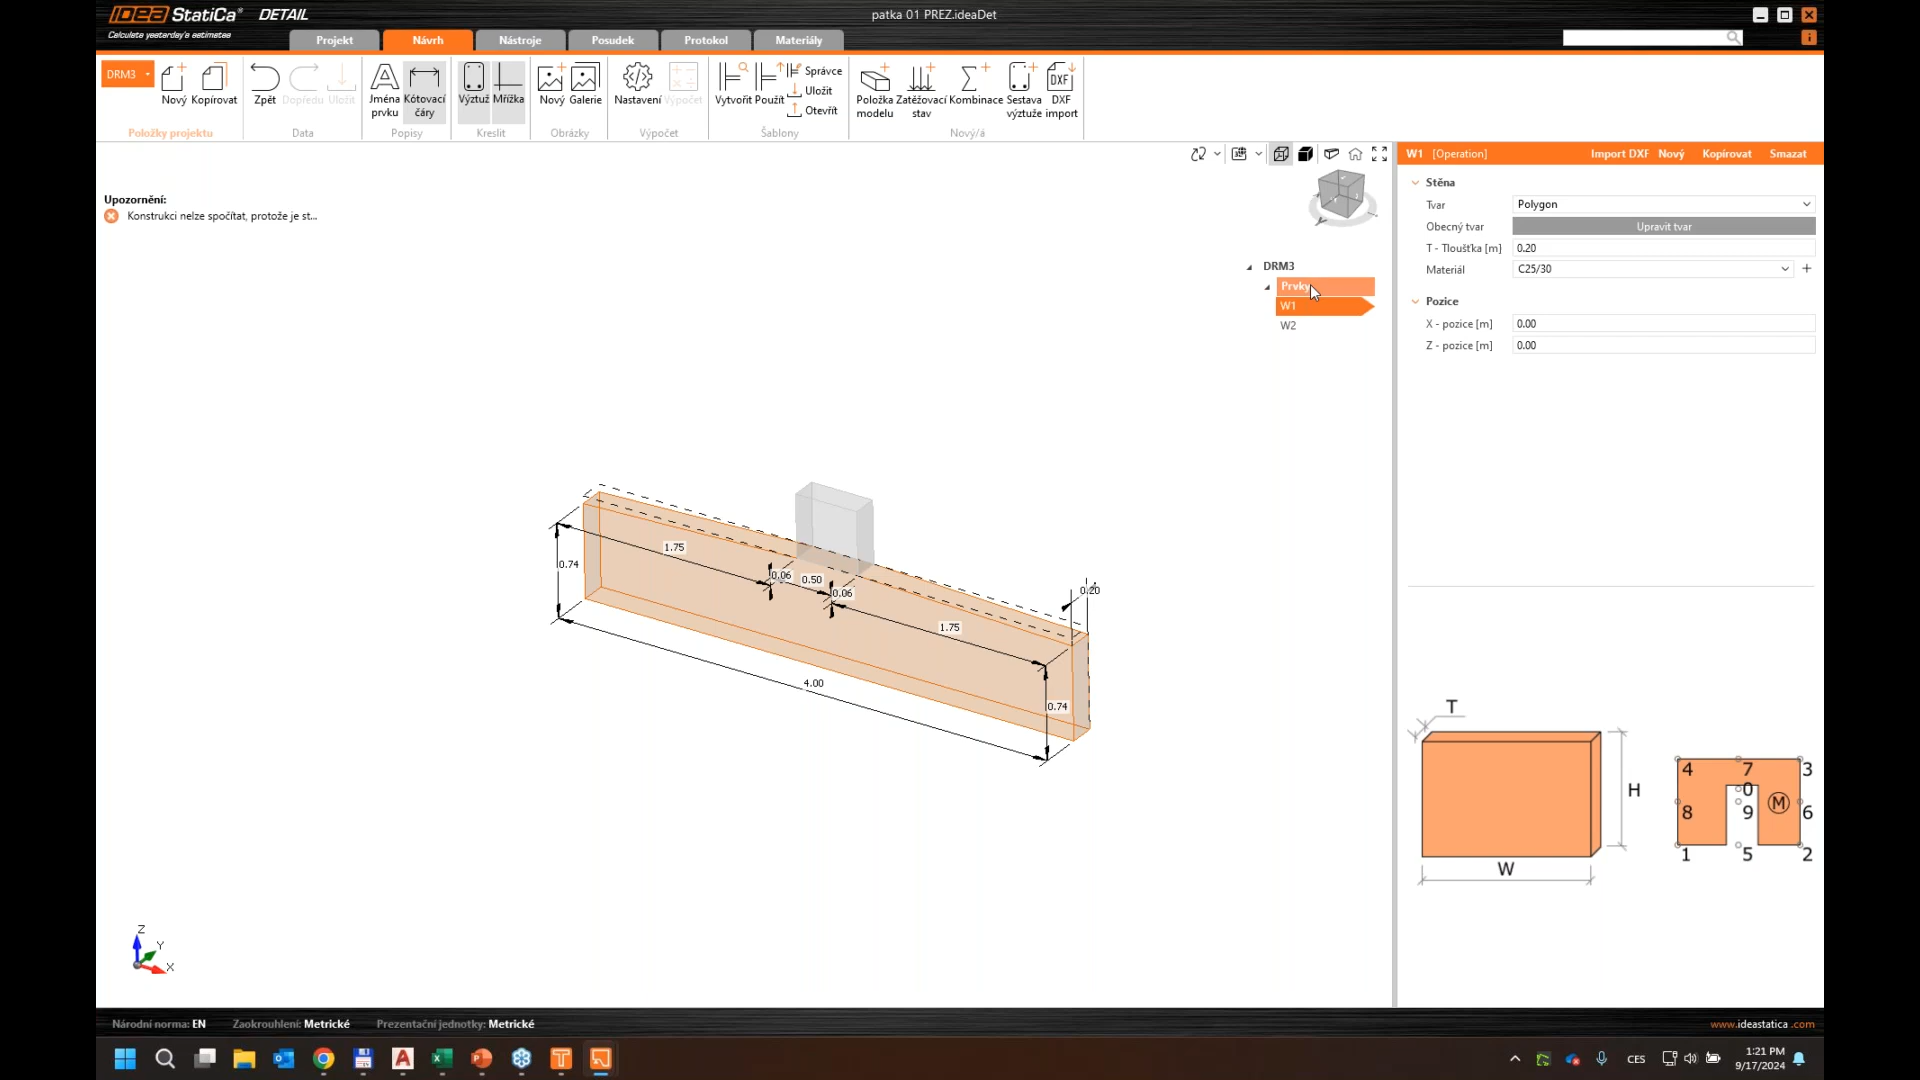 IDEA StatiCa® DETAIL
Calculate yesterday's estimates
patka 01 PREZ.ideaDet
Projekt Návrh Nástroje Posudek Protokol Materiály
DRM3
Nový Kopírovat
Položky projektu
Zpět Dopředu Uložit
Data
Jména prvku
Kótovací čáry
Popisy
Výztuž Mřížka
Kreslit
Nový Galerie
Obrázky
Nastavení Výpočet
Výpočet
Vytvořit Použít
Správce
Uložit
Otevřít
Šablony
Položka modelu
Zatěžovací stav
Kombinace
Sestava výztuže
DXF
DXF import
Nový/á
Upozornění:
Konstrukci nelze spočítat, protože je st...
DRM3
Prvky
W1
W2
0.74
1.75
0.06
0.50
0.06
1.75
0.20
4.00
0.74
Z
Y
X
W1 [Operation] Import DXF Nový Kopírovat Smazat
Stěna
Tvar Polygon
Obecný tvar Upravit tvar
T - Tloušťka [m] 0.20
Materiál C25/30
Pozice
X - pozice [m] 0.00
Z - pozice [m] 0.00
T
H
W
4 7 3
0
8 9 M 6
1 5 2
Národní norma: EN Zaokrouhlení: Metrické Prezentační jednotky: Metrické
www.ideastatica.com
CES
1:21 PM
9/17/2024